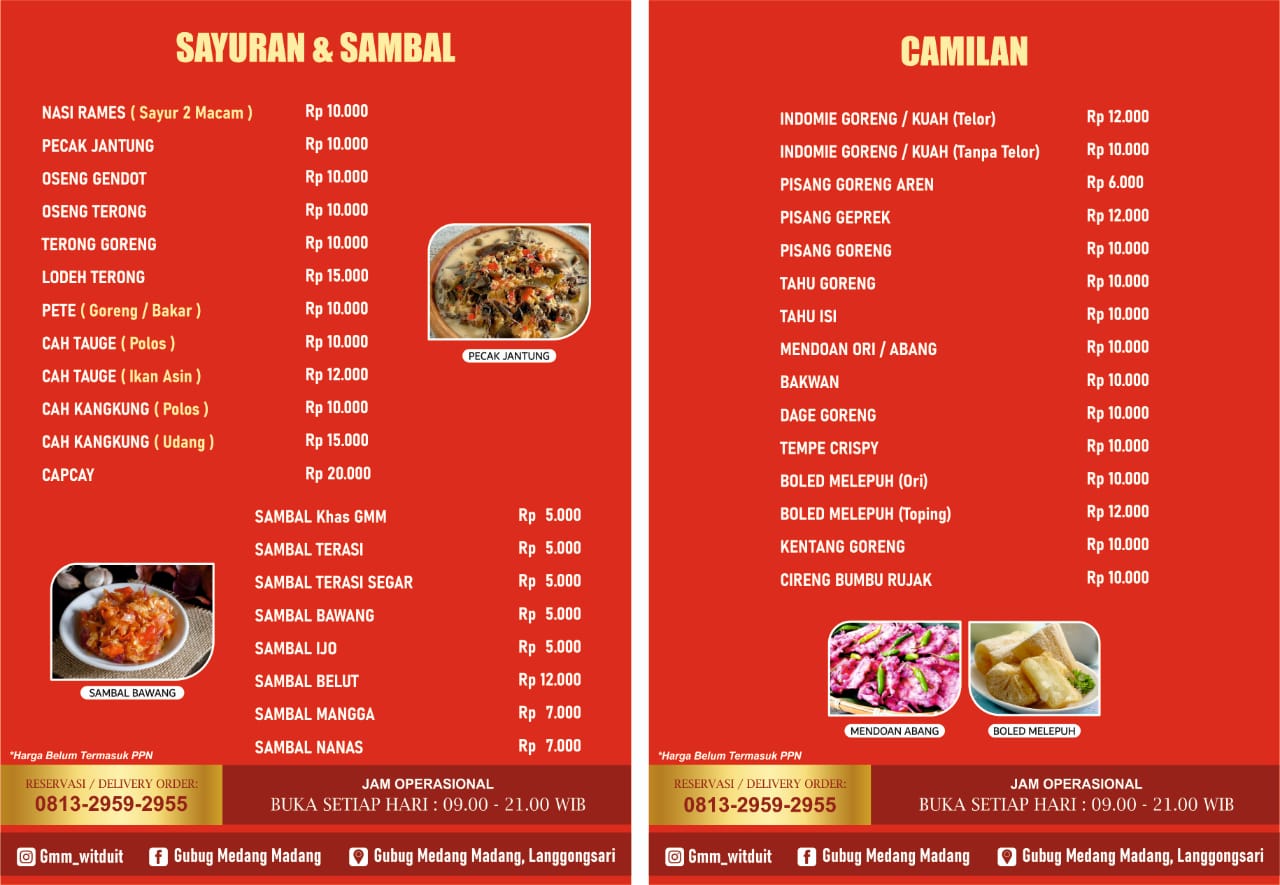 SAYURAN & SAMBAL
NASI RAMES ( Sayur 2 Macam ) Rp 10.000
PECAK JANTUNG Rp 10.000
OSENG GENDOT Rp 10.000
OSENG TERONG Rp 10.000
TERONG GORENG Rp 10.000
LODEH TERONG Rp 15.000
PETE ( Goreng / Bakar ) Rp 10.000
CAH TAUGE ( Polos ) Rp 10.000
CAH TAUGE ( Ikan Asin ) Rp 12.000
CAH KANGKUNG ( Polos ) Rp 10.000
CAH KANGKUNG ( Udang ) Rp 15.000
CAPCAY Rp 20.000
PECAK JANTUNG
SAMBAL Khas GMM Rp 5.000
SAMBAL TERASI Rp 5.000
SAMBAL TERASI SEGAR Rp 5.000
SAMBAL BAWANG Rp 5.000
SAMBAL IJO Rp 5.000
SAMBAL BELUT Rp 12.000
SAMBAL MANGGA Rp 7.000
SAMBAL NANAS Rp 7.000
SAMBAL BAWANG
*Harga Belum Termasuk PPN
RESERVASI / DELIVERY ORDER:
0813-2959-2955
JAM OPERASIONAL
BUKA SETIAP HARI : 09.00 - 21.00 WIB
Gmm_witduit Gubug Medang Madang Gubug Medang Madang, Langgongsari
CAMILAN
INDOMIE GORENG / KUAH (Telor) Rp 12.000
INDOMIE GORENG / KUAH (Tanpa Telor) Rp 10.000
PISANG GORENG AREN Rp 6.000
PISANG GEPREK Rp 12.000
PISANG GORENG Rp 10.000
TAHU GORENG Rp 10.000
TAHU ISI Rp 10.000
MENDOAN ORI / ABANG Rp 10.000
BAKWAN Rp 10.000
DAGE GORENG Rp 10.000
TEMPE CRISPY Rp 10.000
BOLED MELEPUH (Ori) Rp 10.000
BOLED MELEPUH (Toping) Rp 12.000
KENTANG GORENG Rp 10.000
CIRENG BUMBU RUJAK Rp 10.000
MENDOAN ABANG BOLED MELEPUH
*Harga Belum Termasuk PPN
RESERVASI / DELIVERY ORDER:
0813-2959-2955
JAM OPERASIONAL
BUKA SETIAP HARI : 09.00 - 21.00 WIB
Gmm_witduit Gubug Medang Madang Gubug Medang Madang, Langgongsari